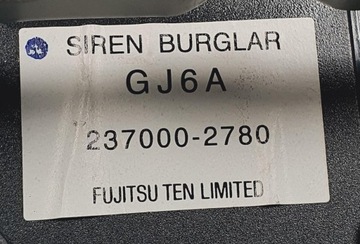 SIREN BURGLAR
GJ6A
237000-2780
FUJITSU TEN LIMITED